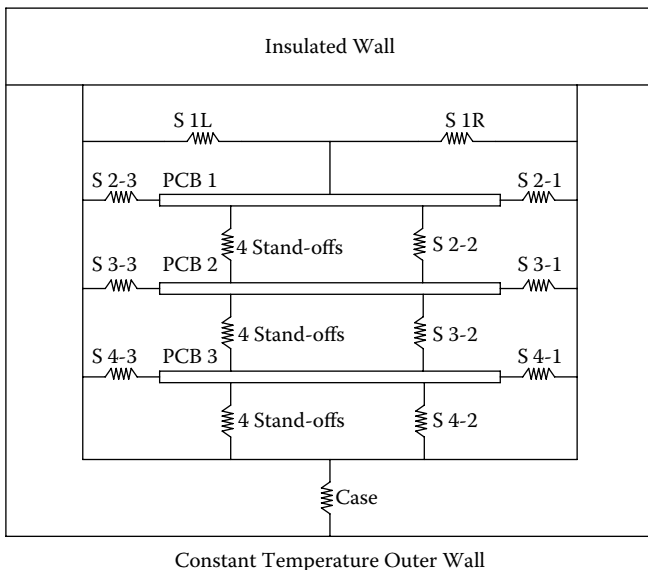 Insulated Wall
S 1L
S 1R
S 2-3
PCB 1
S 2-1
4 Stand-offs
S 2-2
S 3-3
PCB 2
S 3-1
4 Stand-offs
S 3-2
S 4-3
PCB 3
S 4-1
4 Stand-offs
S 4-2
Case
Constant Temperature Outer Wall